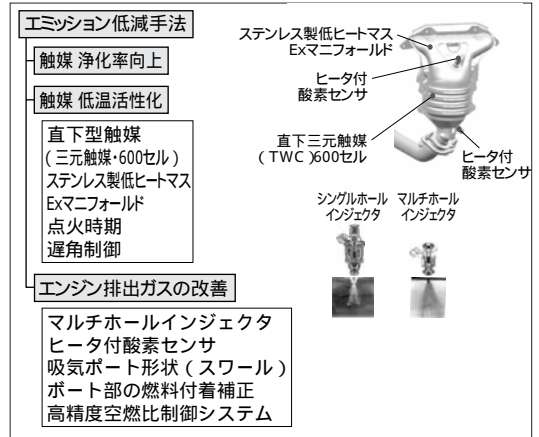 エミッション低減手法
触媒 浄化率向上
触媒 低温活性化
直下型触媒
(三元触媒・600セル)
ステンレス製低ヒートマス
Exマニフォールド
点火時期
遅角制御
エンジン排出ガスの改善
マルチホールインジェクタ
ヒータ付酸素センサ
吸気ポート形状(スワール)
ポート部の燃料付着補正
高精度空燃比制御システム
ステンレス製低ヒートマス
Exマニフォールド
ヒータ付
酸素センサ
直下三元触媒
(TWC)600セル
ヒータ付
酸素センサ
シングルホール
インジェクタ
マルチホール
インジェクタ